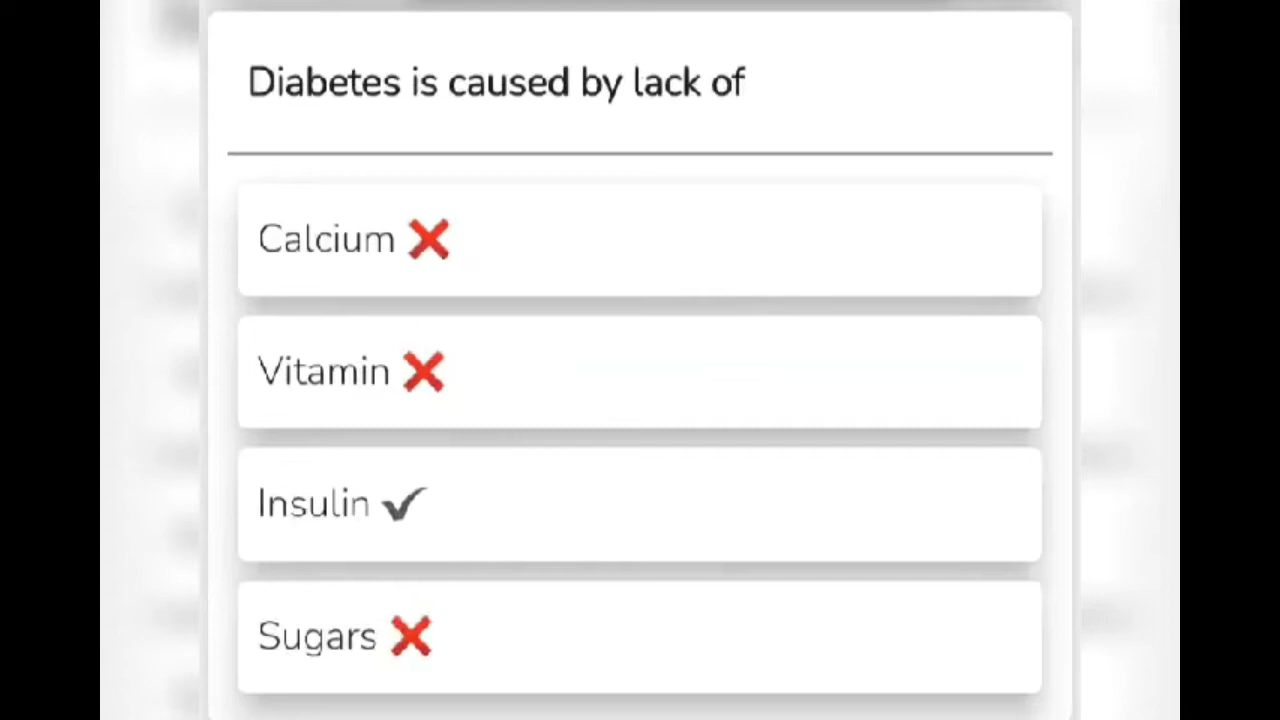 Diabetes is caused by lack of
Calcium ❌
Vitamin ❌
Insulin ✔
Sugars ❌